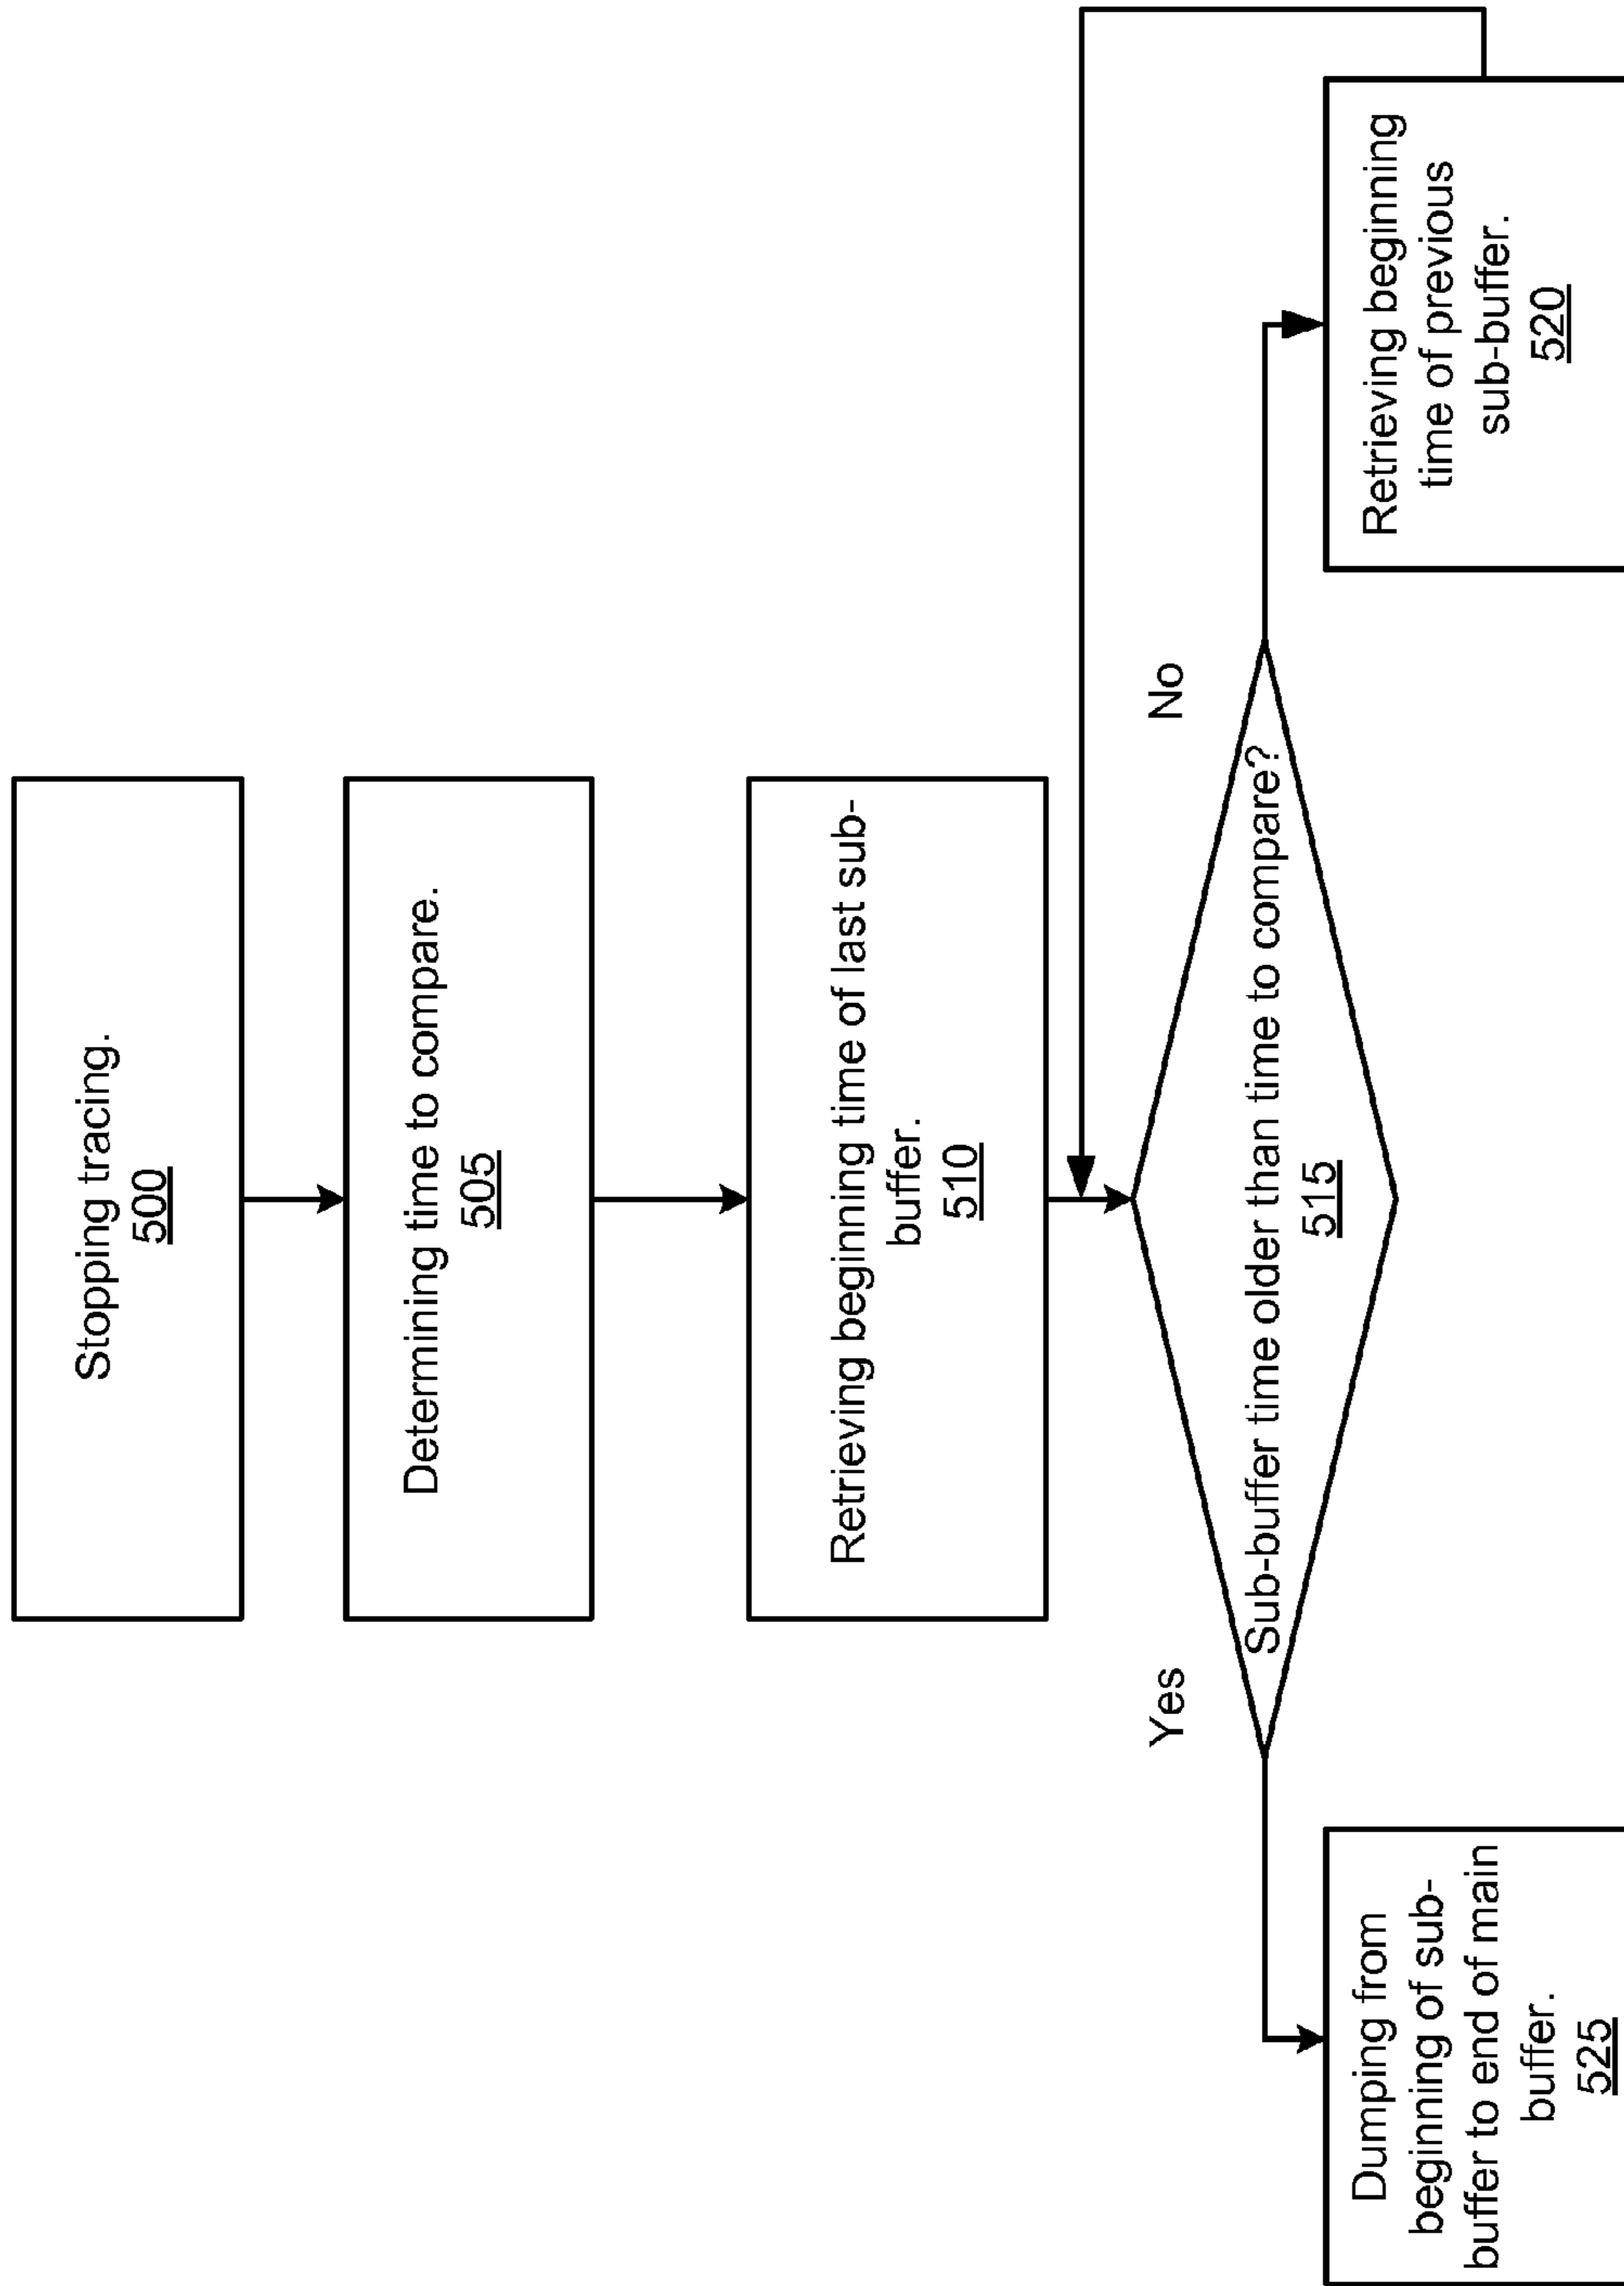 Stopping tracing.
500
Determining time to compare.
505
Retrieving beginning time of last sub-
buffer.
510
Yes
No
Sub-buffer time older than time to compare?
515
Dumping from
beginning of sub-
buffer to end of main
buffer.
525
Retrieving beginning
time of previous
sub-buffer.
520